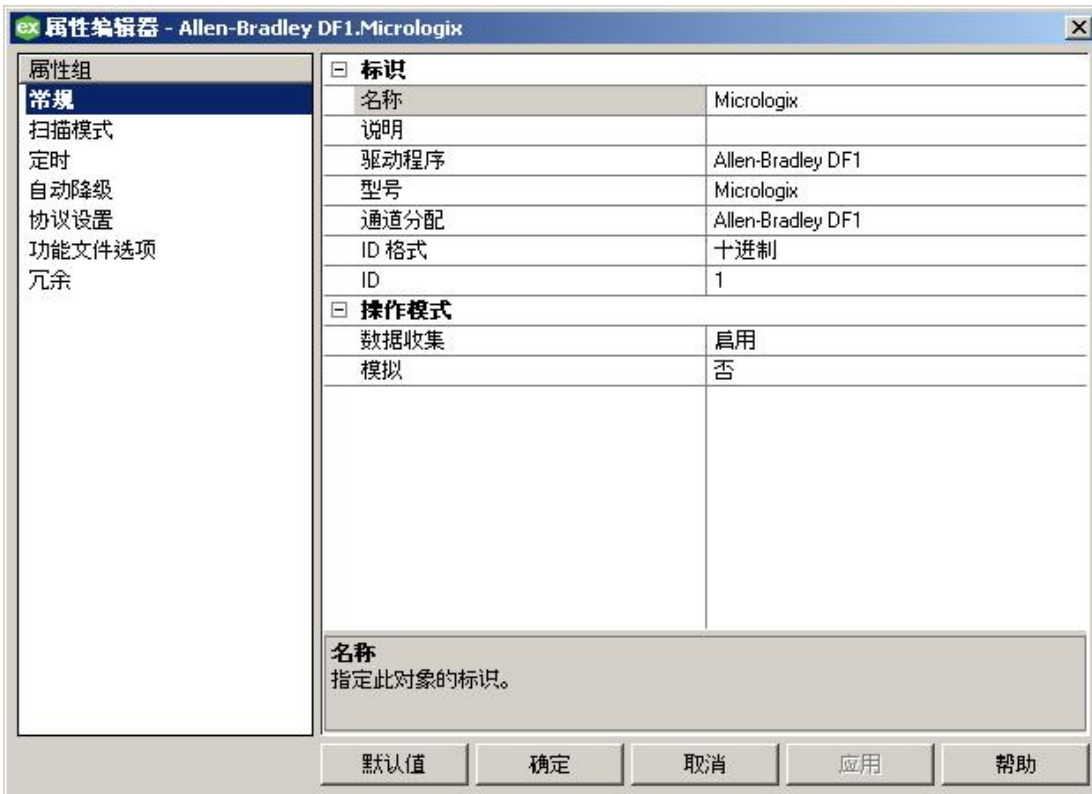 ex 属性编辑器 - Allen-Bradley DF1.Micrologix
属性组
常规
扫描模式
定时
自动降级
协议设置
功能文件选项
冗余
标识
名称 Micrologix
说明
驱动程序 Allen-Bradley DF1
型号 Micrologix
通道分配 Allen-Bradley DF1
ID 格式 十进制
ID 1
操作模式
数据收集 启用
模拟 否
名称
指定此对象的标识。
默认值 确定 取消 应用 帮助